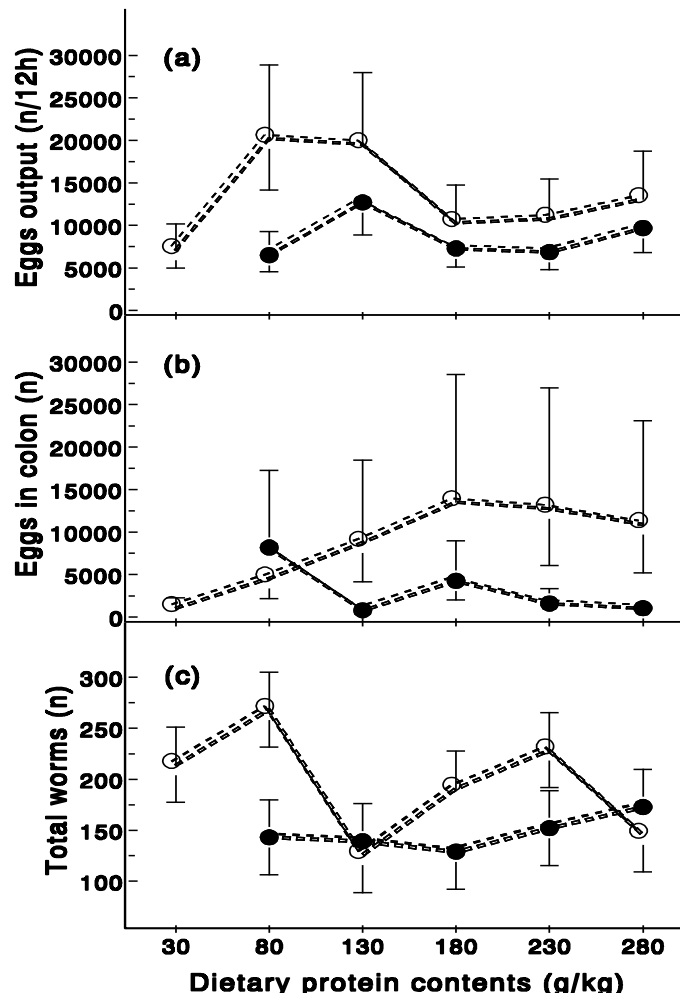 (a)
Eggs output (n/12h)
30000
25000
20000
15000
10000
5000
0
(b)
Eggs in colon (n)
30000
25000
20000
15000
10000
5000
0
(c)
Total worms (n)
300
250
200
150
100
30 80 130 180 230 280
Dietary protein contents (g/kg)